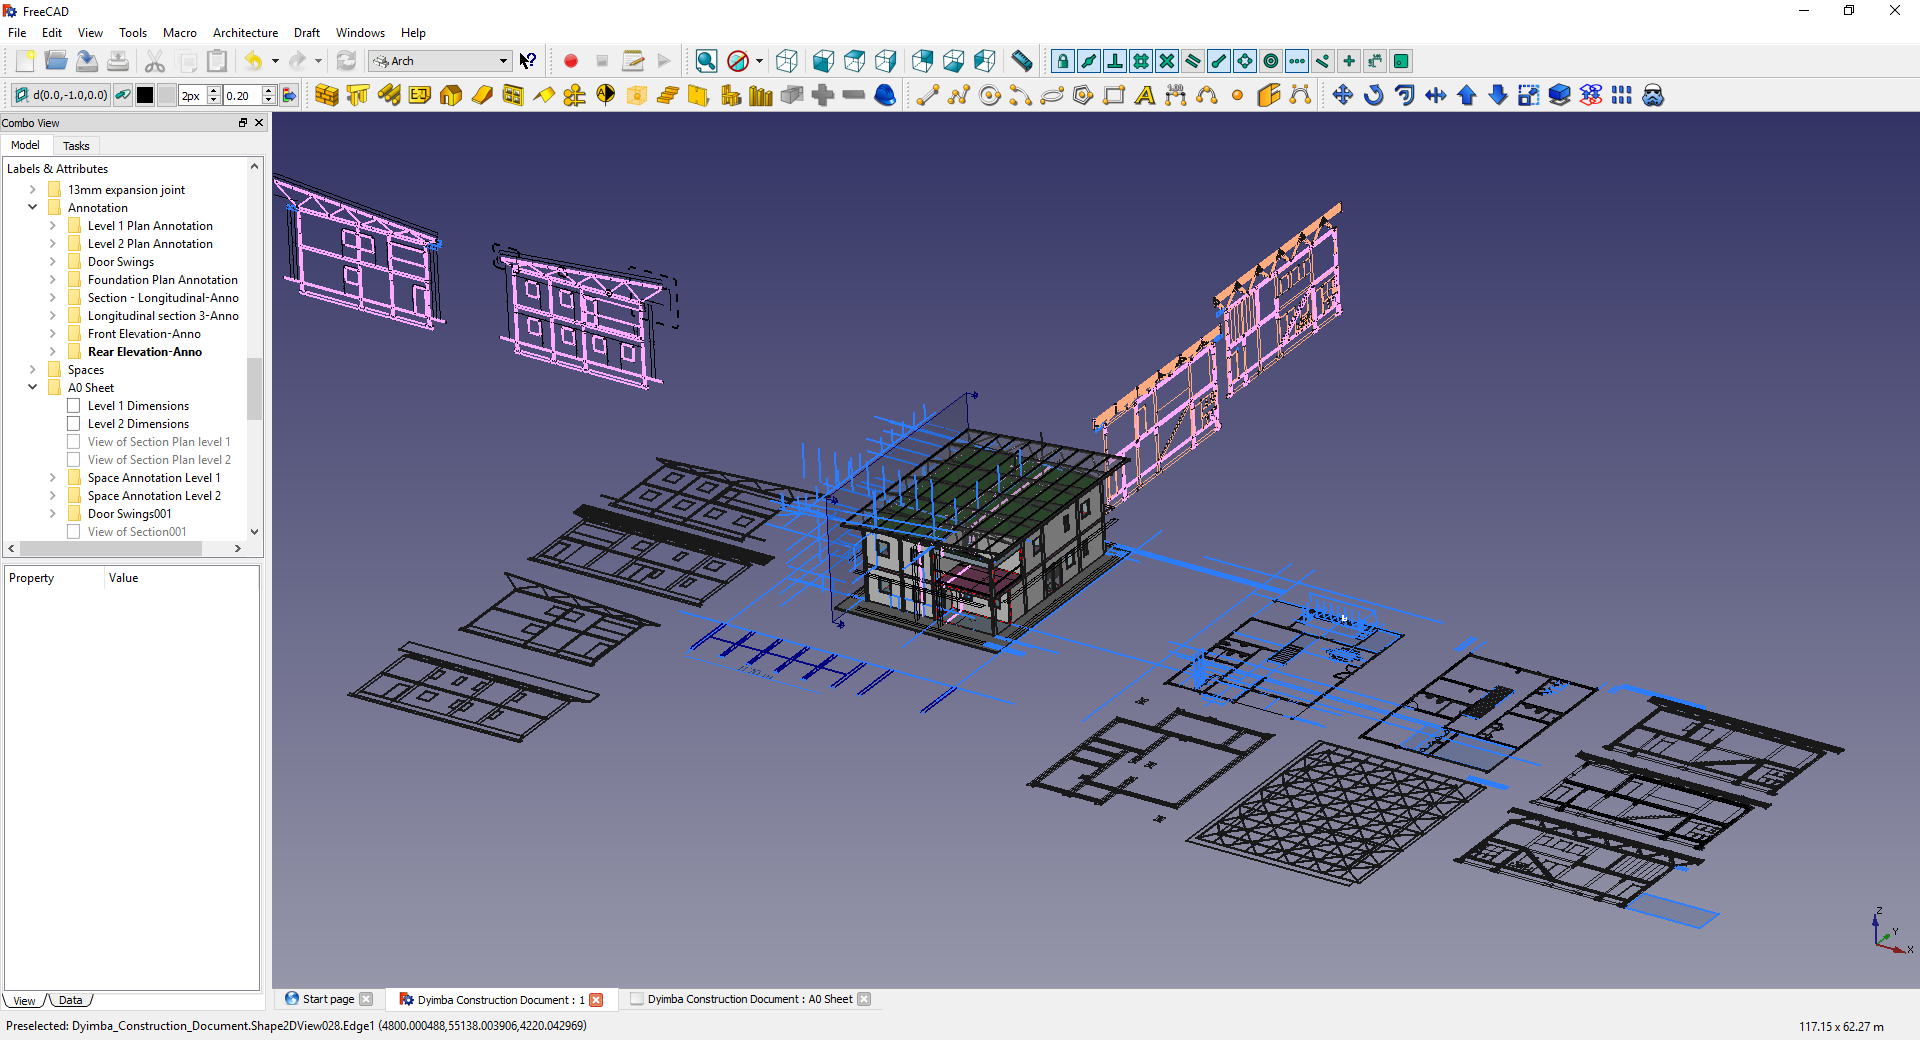 FreeCAD
File Edit View Tools Macro Architecture Draft Windows Help
Arch
d(0.0,-1.0,0.0) 2px 0.20
Combo View
Model Tasks
Labels & Attributes
13mm expansion joint
Annotation
Level 1 Plan Annotation
Level 2 Plan Annotation
Door Swings
Foundation Plan Annotation
Section - Longitudinal-Anno
Longitudinal section 3-Anno
Front Elevation-Anno
Rear Elevation-Anno
Spaces
A0 Sheet
Level 1 Dimensions
Level 2 Dimensions
View of Section Plan level 1
View of Section Plan level 2
Space Annotation Level 1
Space Annotation Level 2
Door Swings001
View of Section001
Property Value
Z
Y
X
View Data
Start page Dyimba Construction Document : 1 Dyimba Construction Document : A0 Sheet
Preselected: Dyimba_Construction_Document.Shape2DView028.Edge1 (4800.000488,55138.003906,4220.042969)
117.15 x 62.27 m